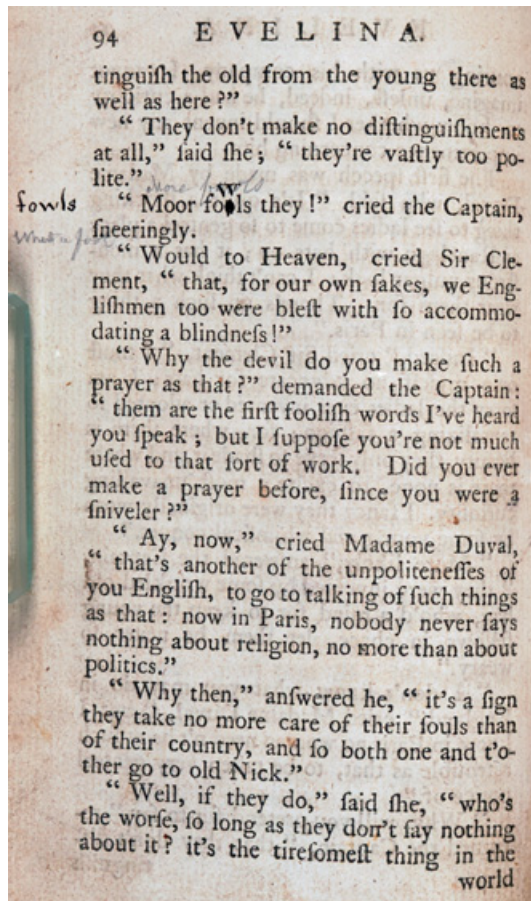 94 EVELINA.
tinguiſh the old from the young there as
well as here?”
“ They don't make no diſtinguiſhments
at all,” ſaid ſhe; “ they're vaſtly too po-
lite.”
fowls
w
“ Moor fools they!” cried the Captain,
ſneeringly.
“ Would to Heaven, cried Sir Cle-
ment, “ that, for our own ſakes, we Eng-
liſhmen too were bleſt with ſo accommo-
dating a blindneſs!”
“ Why the devil do you make ſuch a
prayer as that?” demanded the Captain:
“ them are the firſt fooliſh words I've heard
you ſpeak; but I ſuppoſe you're not much
uſed to that ſort of work. Did you ever
make a prayer before, ſince you were a
ſniveler?”
“ Ay, now,” cried Madame Duval,
“ that's another of the unpoliteneſſes of
you Engliſh, to go to talking of ſuch things
as that: now in Paris, nobody never ſays
nothing about religion, no more than about
politics.”
“ Why then,” anſwered he, “ it's a ſign
they take no more care of their ſouls than
of their country, and ſo both one and t'o-
ther go to old Nick.”
“ Well, if they do,” ſaid ſhe, “ who's
the worſe, ſo long as they don't ſay nothing
about it? it's the tireſomeſt thing in the
world